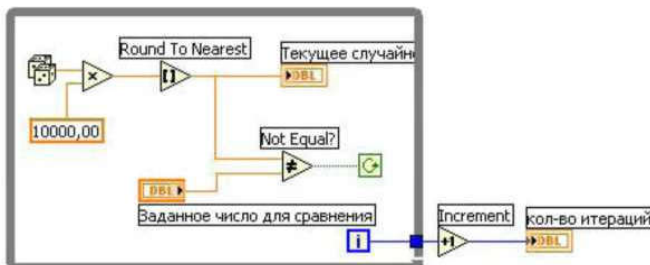 Round To Nearest
Текущее случайн
DBL
×
[]
10000,00
Not Equal?
≠
DBL
Заданное число для сравнения
i
Increment
+1
кол-во итераций
DBL